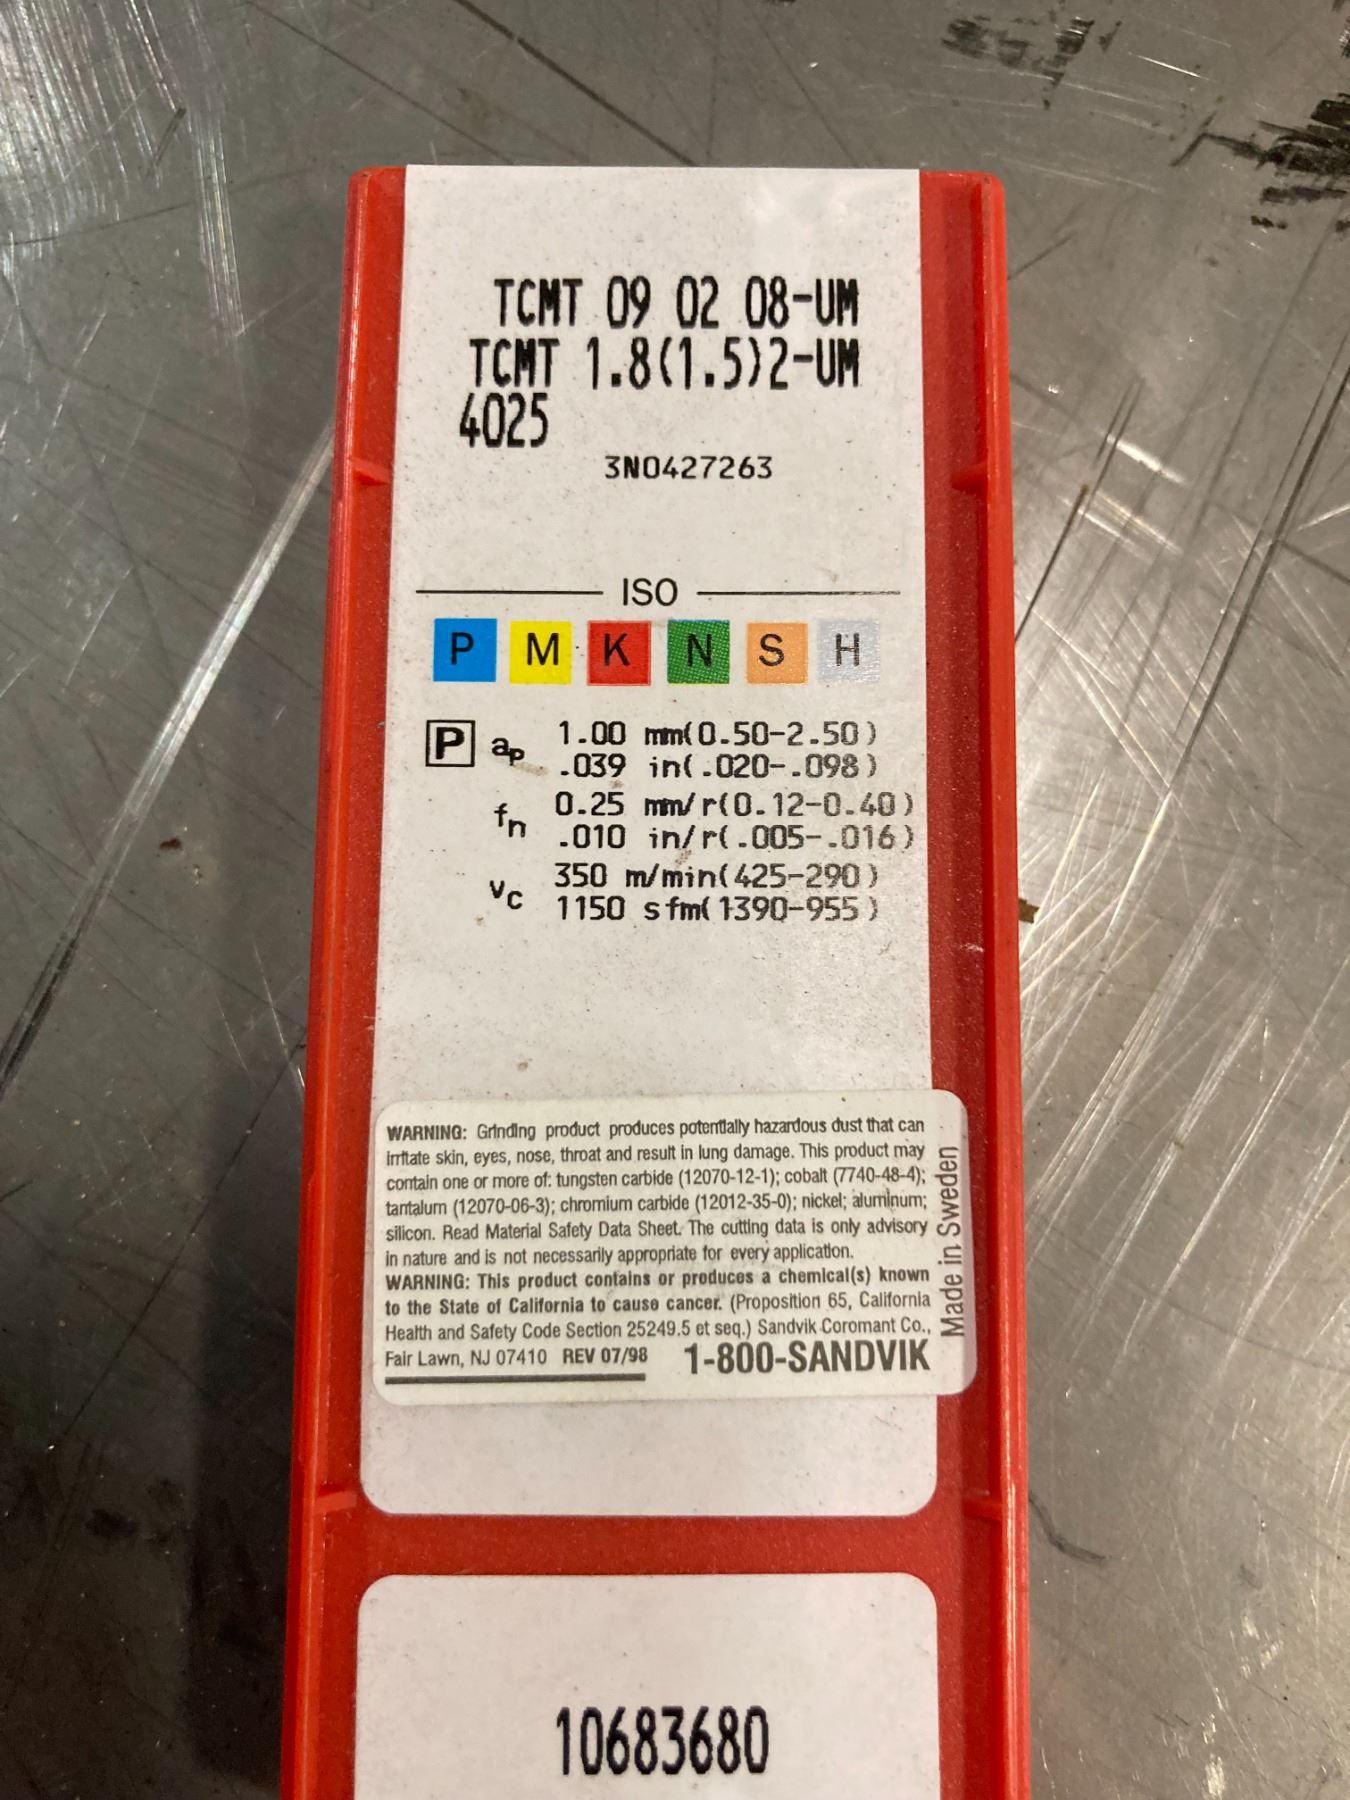 TCMT 09 02 08-UM
TCMT 1.8(1.5)2-UM
4025
3N0427263
ISO
P M K N S H
P ap 1.00 mm(0.50-2.50)
.039 in(.020-.098)
fn 0.25 mm/r(0.12-0.40)
.010 in/r(.005-.016)
vc 350 m/min(425-290)
1150 sfm(1390-955)
WARNING: Grinding product produces potentially hazardous dust that can
irritate skin, eyes, nose, throat and result in lung damage. This product may
contain one or more of: tungsten carbide (12070-12-1); cobalt (7740-48-4);
tantalum (12070-06-3); chromium carbide (12012-35-0); nickel; aluminum;
silicon. Read Material Safety Data Sheet. The cutting data is only advisory
in nature and is not necessarily appropriate for every application.
WARNING: This product contains or produces a chemical(s) known
to the State of California to cause cancer. (Proposition 65, California
Health and Safety Code Section 25249.5 et seq.) Sandvik Coromant Co.,
Fair Lawn, NJ 07410 REV 07/98 1-800-SANDVIK
Made in Sweden
10683680